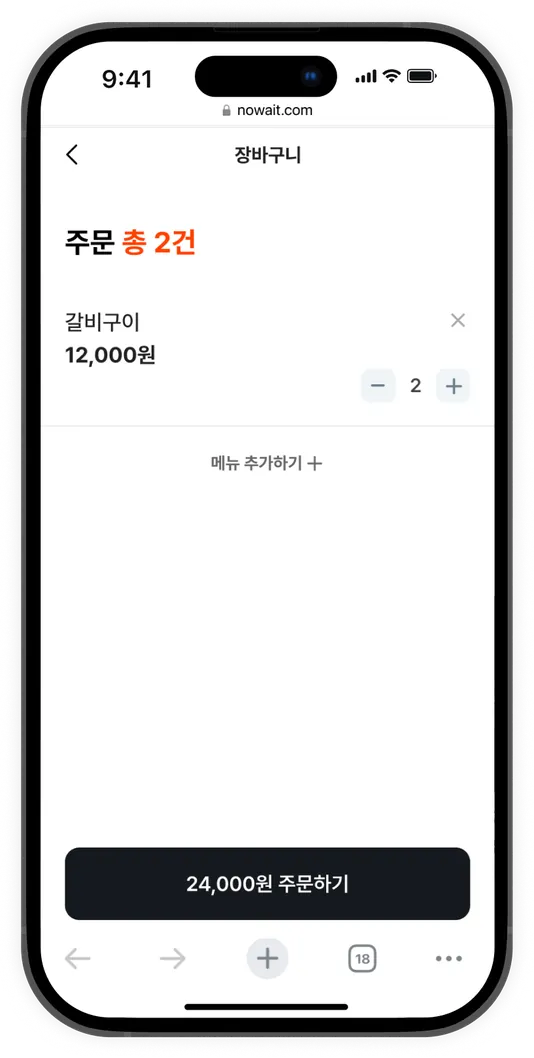 9:41
nowait.com
장바구니
주문 총 2건
갈비구이
12,000원
2
메뉴 추가하기
24,000원 주문하기
18